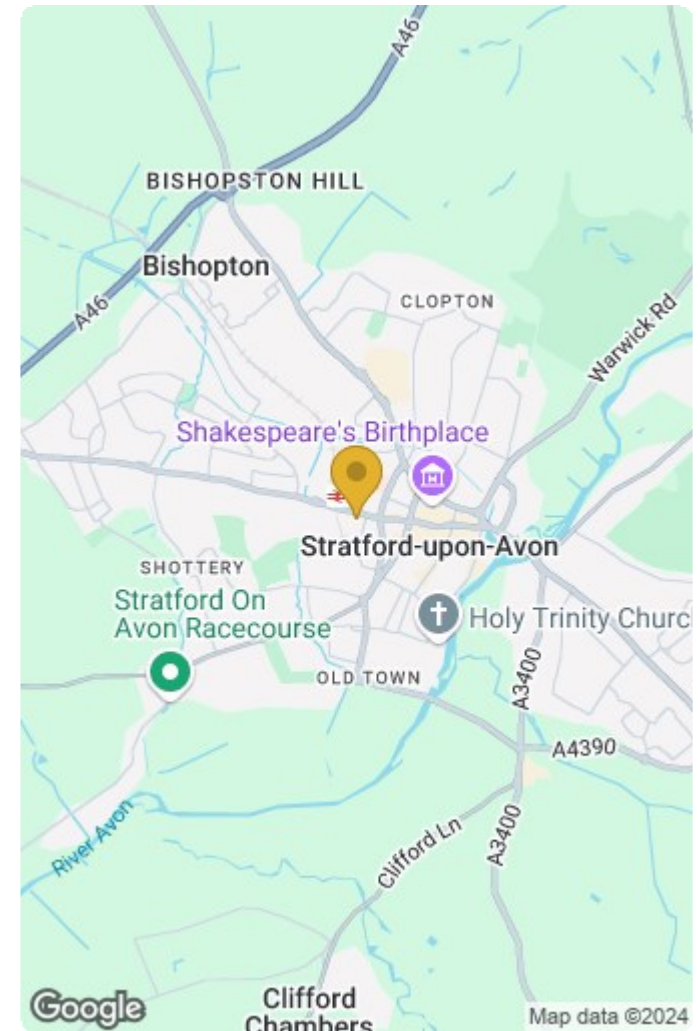 A46
BISHOPSTON HILL
Bishopton
CLOPTON
A46
Warwick Rd
Shakespeare's Birthplace
Stratford-upon-Avon
SHOTTERY
Stratford On
Avon Racecourse
Holy Trinity Churc
OLD TOWN
A3400
A4390
River Avon
Clifford Ln
A3400
Clifford
Chambers
Google
Map data ©2024